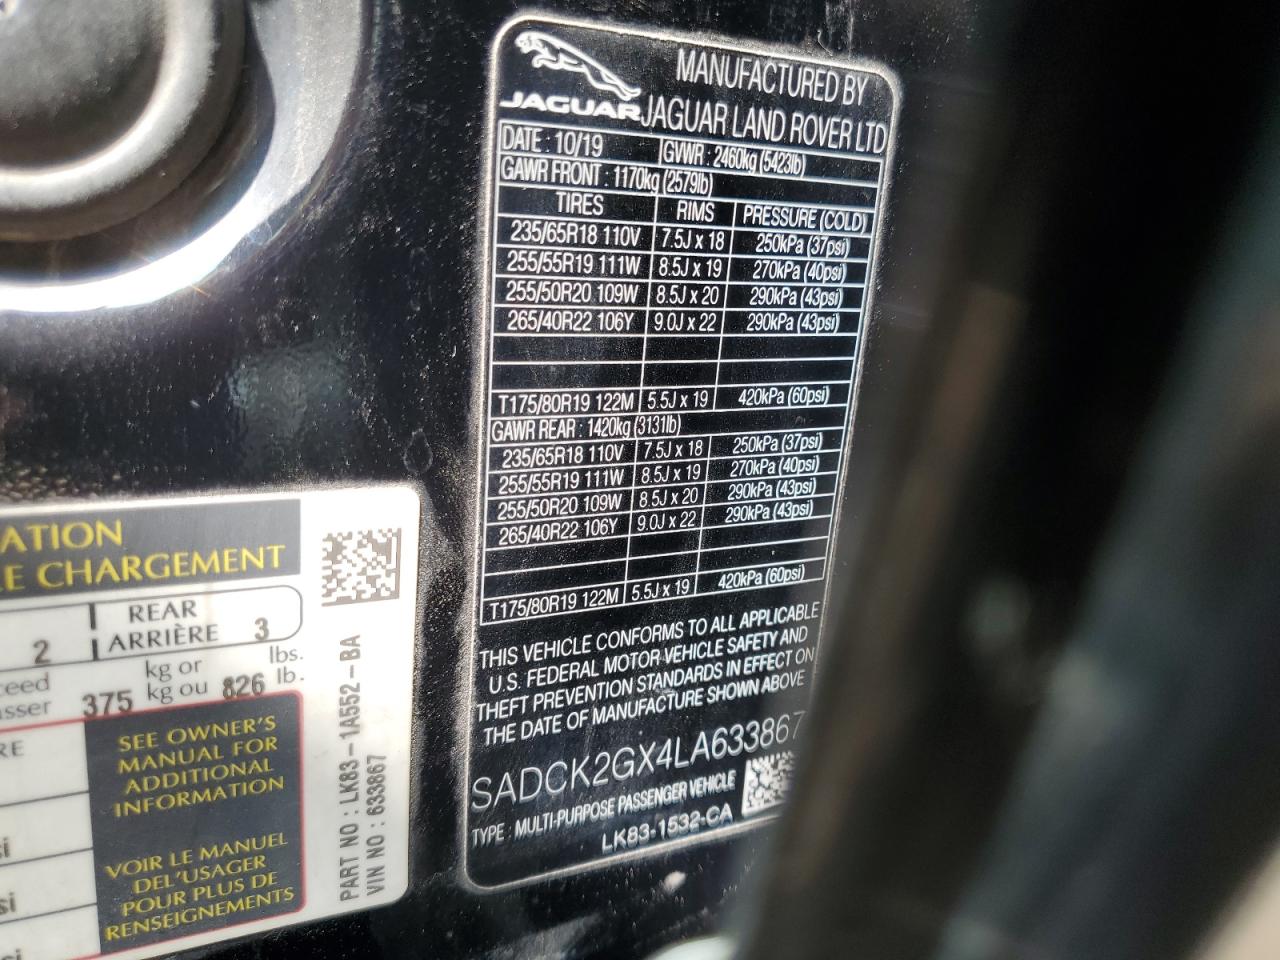 JAGUAR
MANUFACTURED BY
JAGUAR LAND ROVER LTD
DATE : 10/19 GVWR : 2460kg (5423lb)
GAWR FRONT : 1170kg (2579lb)
TIRES RIMS PRESSURE (COLD)
235/65R18 110V 7.5J x 18 250kPa (37psi)
255/55R19 111W 8.5J x 19 270kPa (40psi)
255/50R20 109W 8.5J x 20 290kPa (43psi)
265/40R22 106Y 9.0J x 22 290kPa (43psi)
T175/80R19 122M 5.5J x 19 420kPa (60psi)
GAWR REAR : 1420kg (3131lb)
235/65R18 110V 7.5J x 18 250kPa (37psi)
255/55R19 111W 8.5J x 19 270kPa (40psi)
255/50R20 109W 8.5J x 20 290kPa (43psi)
265/40R22 106Y 9.0J x 22 290kPa (43psi)
T175/80R19 122M 5.5J x 19 420kPa (60psi)
THIS VEHICLE CONFORMS TO ALL APPLICABLE
U.S. FEDERAL MOTOR VEHICLE SAFETY AND
THEFT PREVENTION STANDARDS IN EFFECT ON
THE DATE OF MANUFACTURE SHOWN ABOVE
SADCK2GX4LA633867
TYPE : MULTI-PURPOSE PASSENGER VEHICLE
LK83-1532-CA
ATION
E CHARGEMENT
2 REAR
ARRIÈRE 3
ceed kg or lbs.
asser 375 kg ou 826 lb.
RE
SEE OWNER'S
MANUAL FOR
ADDITIONAL
INFORMATION
VOIR LE MANUEL
DEL'USAGER
POUR PLUS DE
RENSEIGNEMENTS
si
si
PART NO : LK83-1A552-BA
VIN NO : 633867